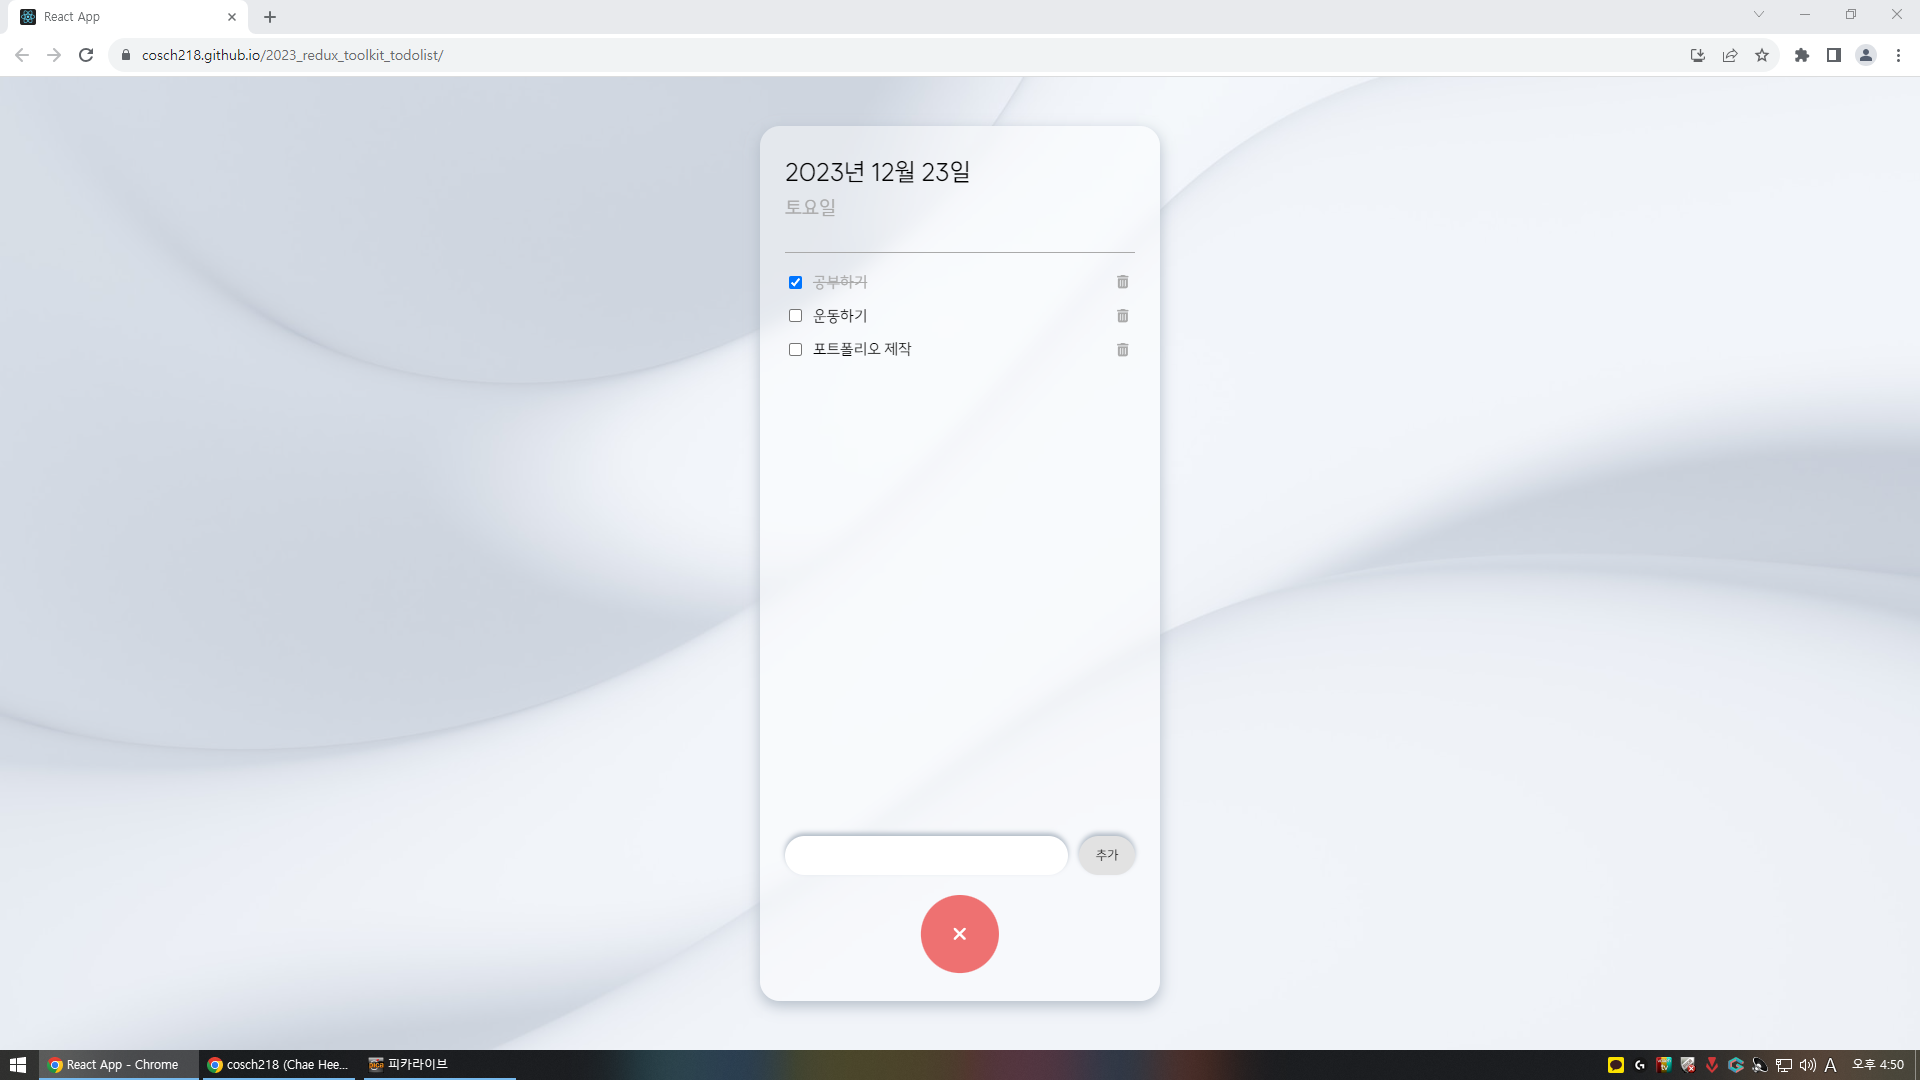 React App
cosch218.github.io/2023_redux_toolkit_todolist/
2023년 12월 23일
토요일
공부하기
운동하기
포트폴리오 제작
추가
React App - Chrome
cosch218 (Chae Hee...
피카라이브
A
오후 4:50